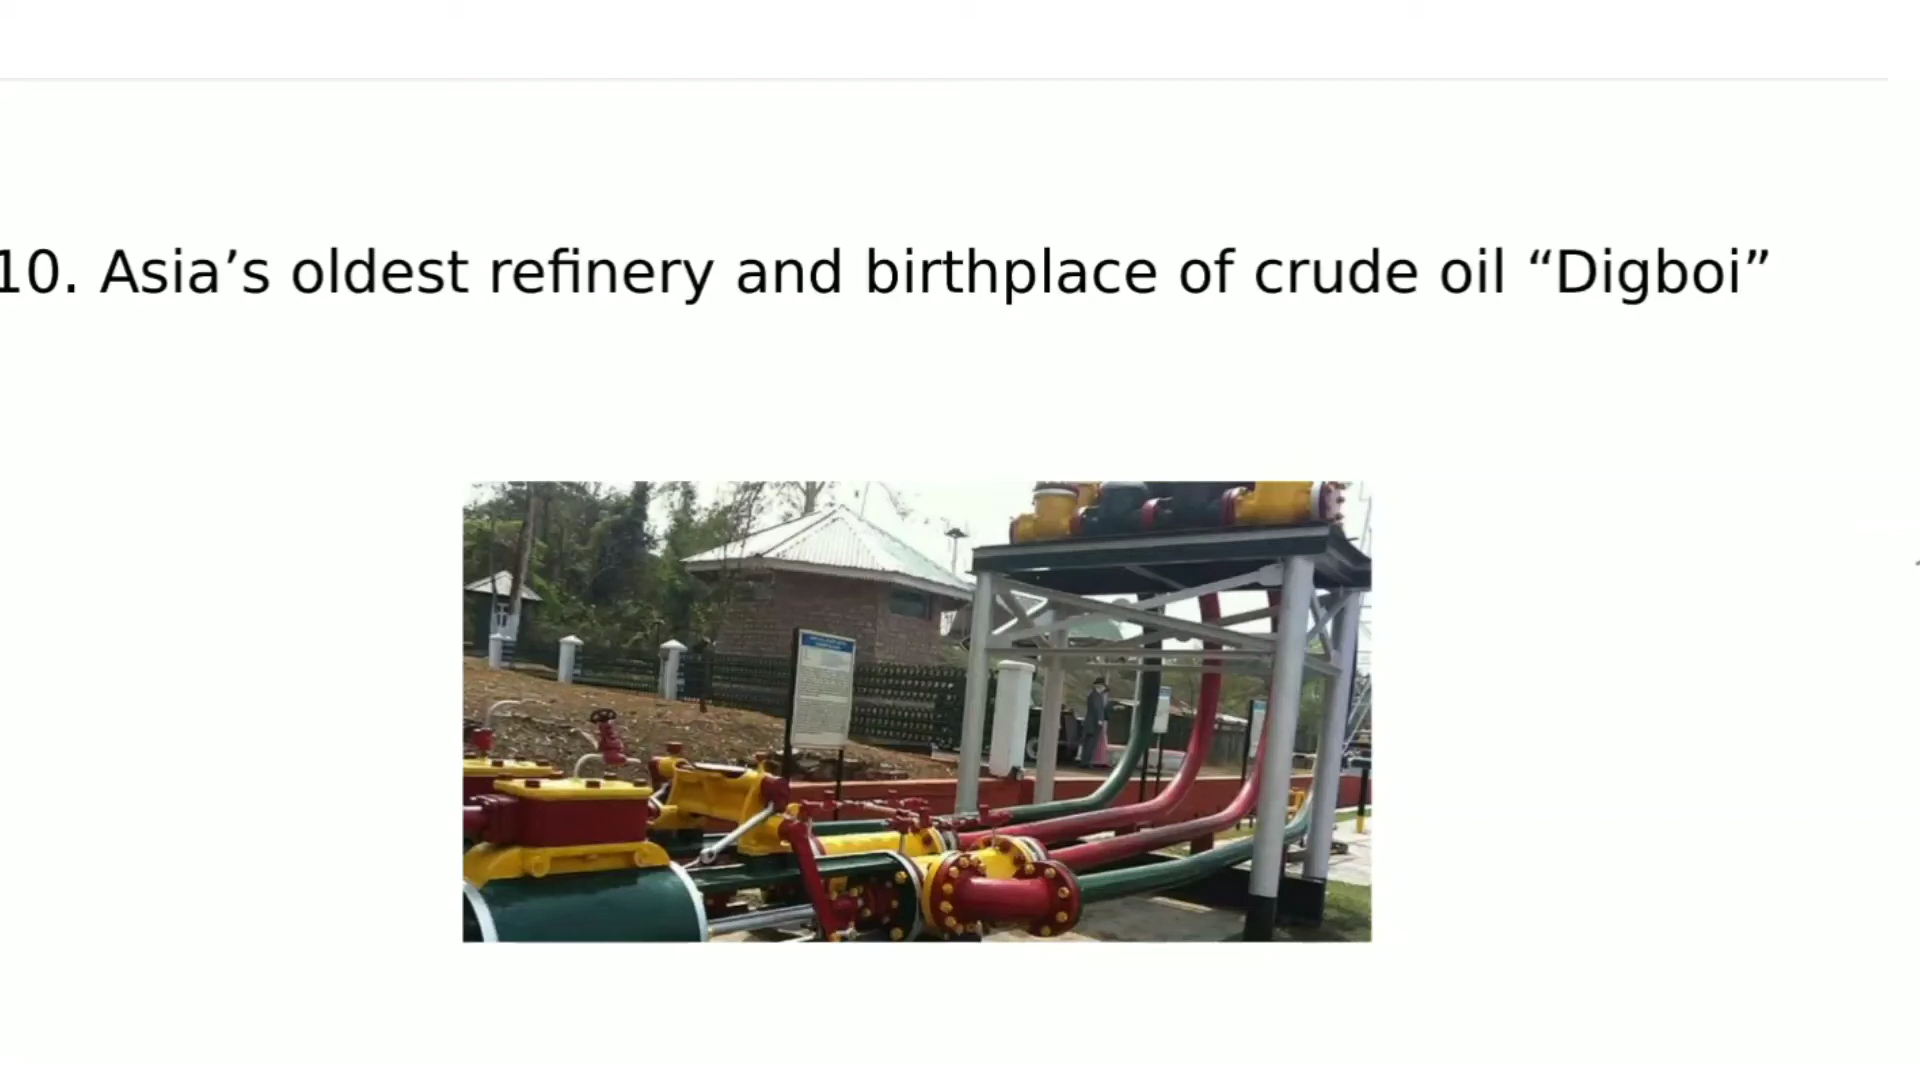 10. Asia’s oldest refinery and birthplace of crude oil “Digboi”